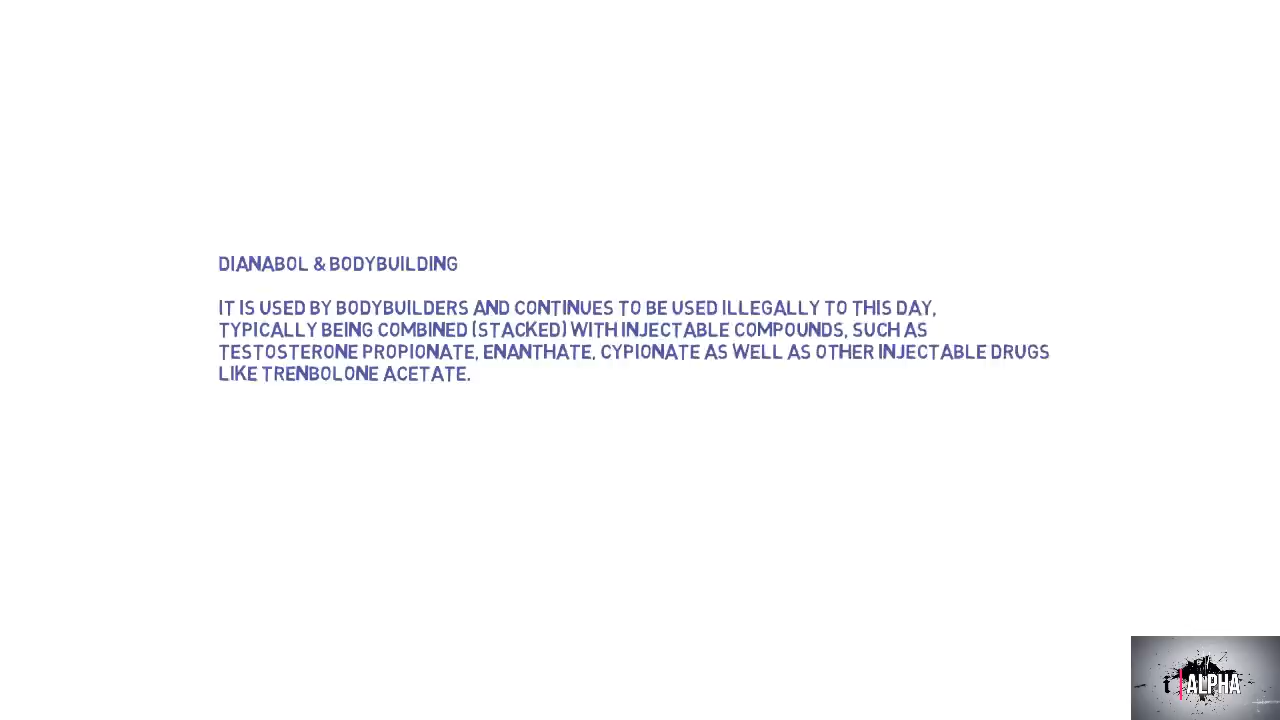 DIANABOL & BODYBUILDING
IT IS USED BY BODYBUILDERS AND CONTINUES TO BE USED ILLEGALLY TO THIS DAY,
TYPICALLY BEING COMBINED (STACKED) WITH INJECTABLE COMPOUNDS, SUCH AS
TESTOSTERONE PROPIONATE, ENANTHATE, CYPIONATE AS WELL AS OTHER INJECTABLE DRUGS
LIKE TRENBOLONE ACETATE.
ALPHA